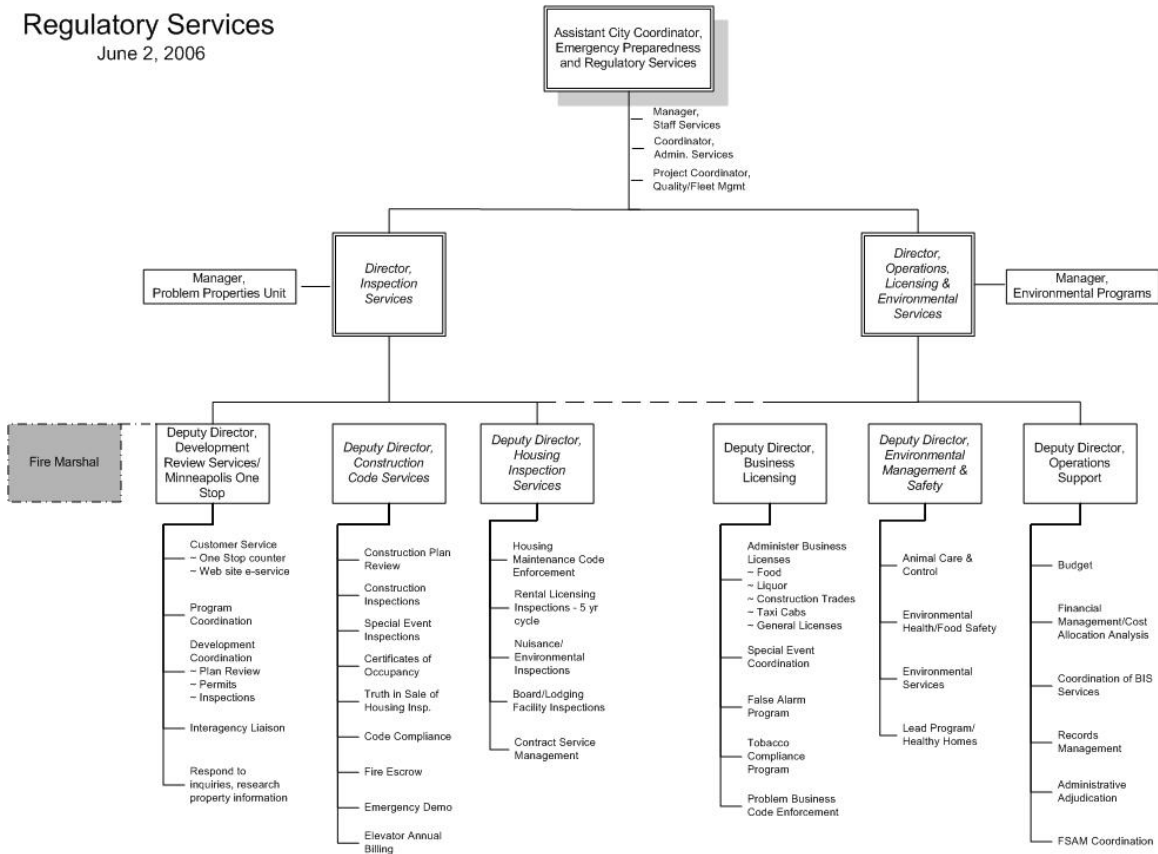 Regulatory Services
June 2, 2006
Assistant City Coordinator,
Emergency Preparedness
and Regulatory Services
Manager,
Staff Services
Coordinator,
Admin. Services
Project Coordinator,
Quality/Fleet Mgmt
Manager,
Problem Properties Unit
Director,
Inspection
Services
Director,
Operations,
Licensing &
Environmental
Services
Manager,
Environmental Programs
Fire Marshal
Deputy Director,
Development
Review Services/
Minneapolis One
Stop
Customer Service
~ One Stop counter
~ Web site e-service
Program
Coordination
Development
Coordination
~ Plan Review
~ Permits
~ Inspections
Interagency Liaison
Respond to
inquiries, research
property information
Deputy Director,
Construction
Code Services
Construction Plan
Review
Construction
Inspections
Special Event
Inspections
Certificates of
Occupancy
Truth in Sale of
Housing Insp.
Code Compliance
Fire Escrow
Emergency Demo
Elevator Annual
Billing
Deputy Director,
Housing
Inspection
Services
Housing
Maintenance Code
Enforcement
Rental Licensing
Inspections - 5 yr
cycle
Nuisance/
Environmental
Inspections
Board/Lodging
Facility Inspections
Contract Service
Management
Deputy Director,
Business
Licensing
Administer Business
Licenses
~ Food
~ Liquor
~ Construction Trades
~ Taxi Cabs
~ General Licenses
Special Event
Coordination
False Alarm
Program
Tobacco
Compliance
Program
Problem Business
Code Enforcement
Deputy Director,
Environmental
Management &
Safety
Animal Care &
Control
Environmental
Health/Food Safety
Environmental
Services
Lead Program/
Healthy Homes
Deputy Director,
Operations
Support
Budget
Financial
Management/Cost
Allocation Analysis
Coordination of BIS
Services
Records
Management
Administrative
Adjudication
FSAM Coordination